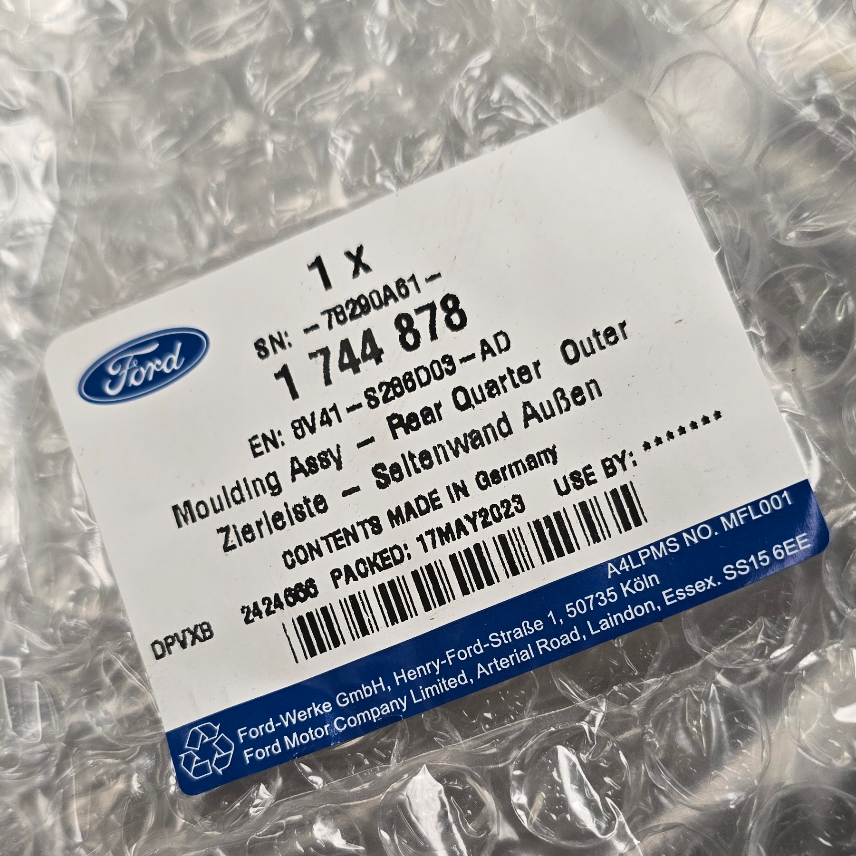 1 x
Ford
SN: -78290A61-
1 744 878
EN: 8V41-S286D03-AD
Moulding Assy - Rear Quarter Outer
Zierleiste - Seitenwand Außen
CONTENTS MADE IN Germany
2424666 PACKED: 17MAY2023 USE BY: *******
DPVXB
A4LPMS NO. MFL001
Ford-Werke GmbH, Henry-Ford-Straße 1, 50735 Köln
Ford Motor Company Limited, Arterial Road, Laindon, Essex. SS15 6EE